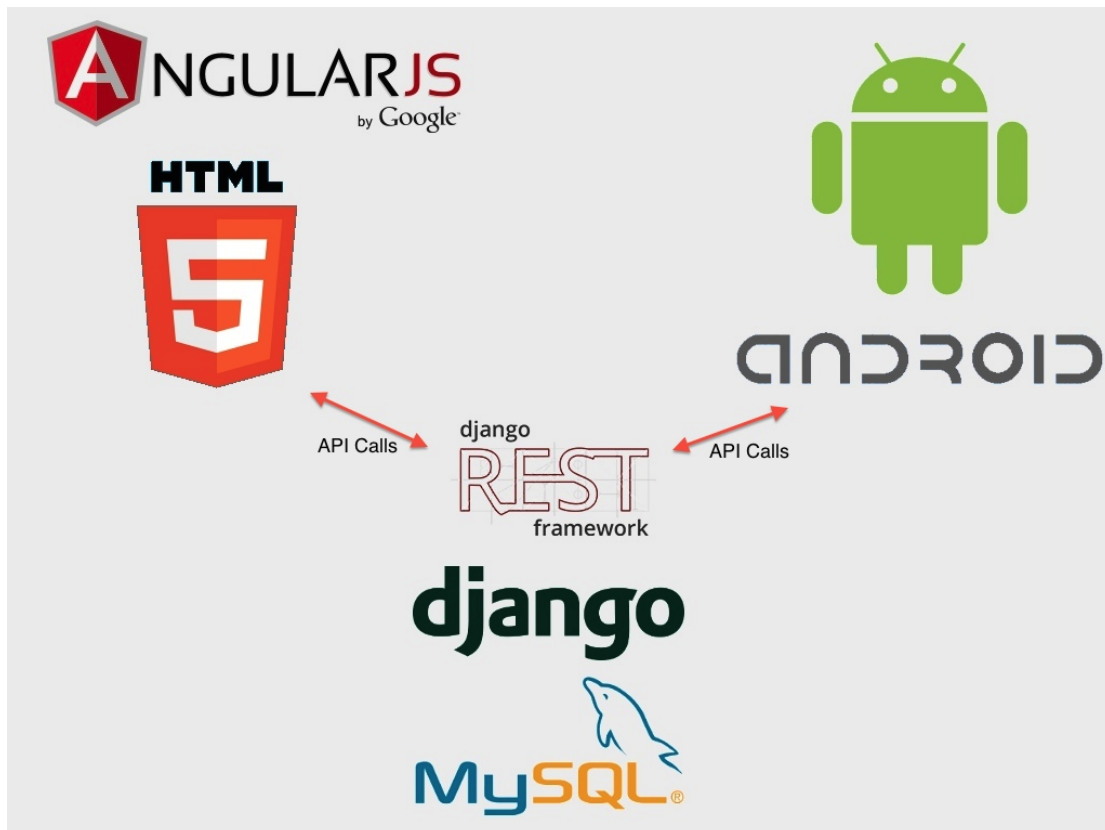 ANGULARJS
by Google
HTML
5
ANDROID
API Calls
API Calls
django
REST
framework
django
MySQL®